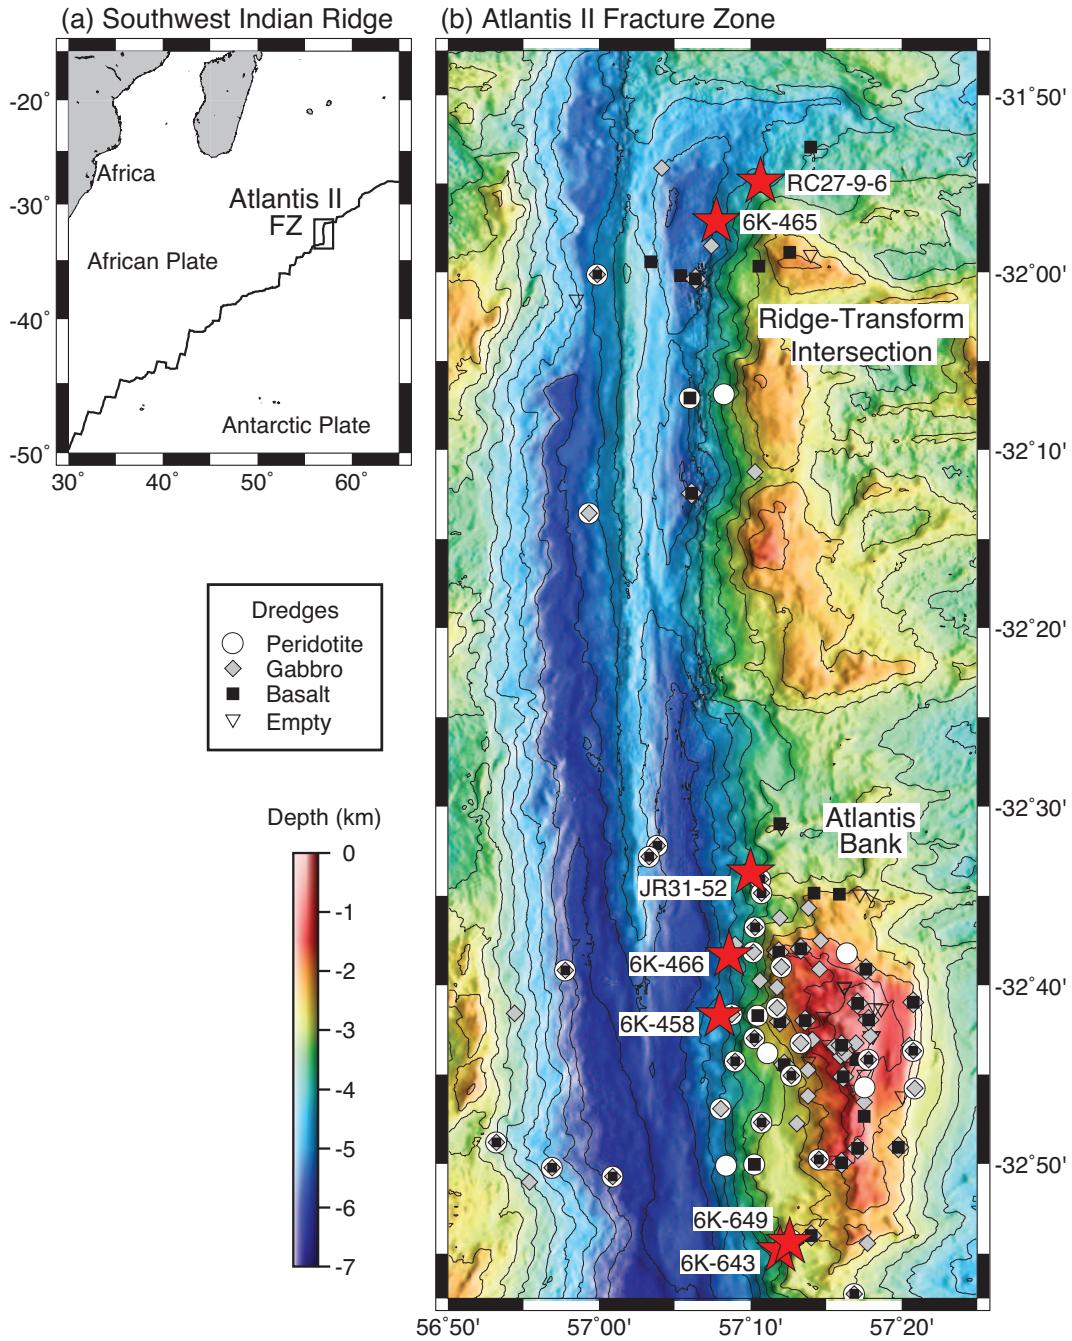 (a) Southwest Indian Ridge
-20
-30
-40
-50
30˚
40˚
50˚
60˚
Africa
Atlantis II
FZ
African Plate
Antarctic Plate
Dredges
Peridotite
Gabbro
Basalt
Empty
Depth (km)
0
-1
-2
-3
-4
-5
-6
-7
(b) Atlantis II Fracture Zone
-31˚50'
-32˚00'
-32˚10'
-32˚20'
-32˚30'
-32˚40'
-32˚50'
56˚50'
57˚00'
57˚10'
57˚20'
RC27-9-6
6K-465
Ridge-Transform
Intersection
Atlantis
Bank
JR31-52
6K-466
6K-458
6K-649
6K-643